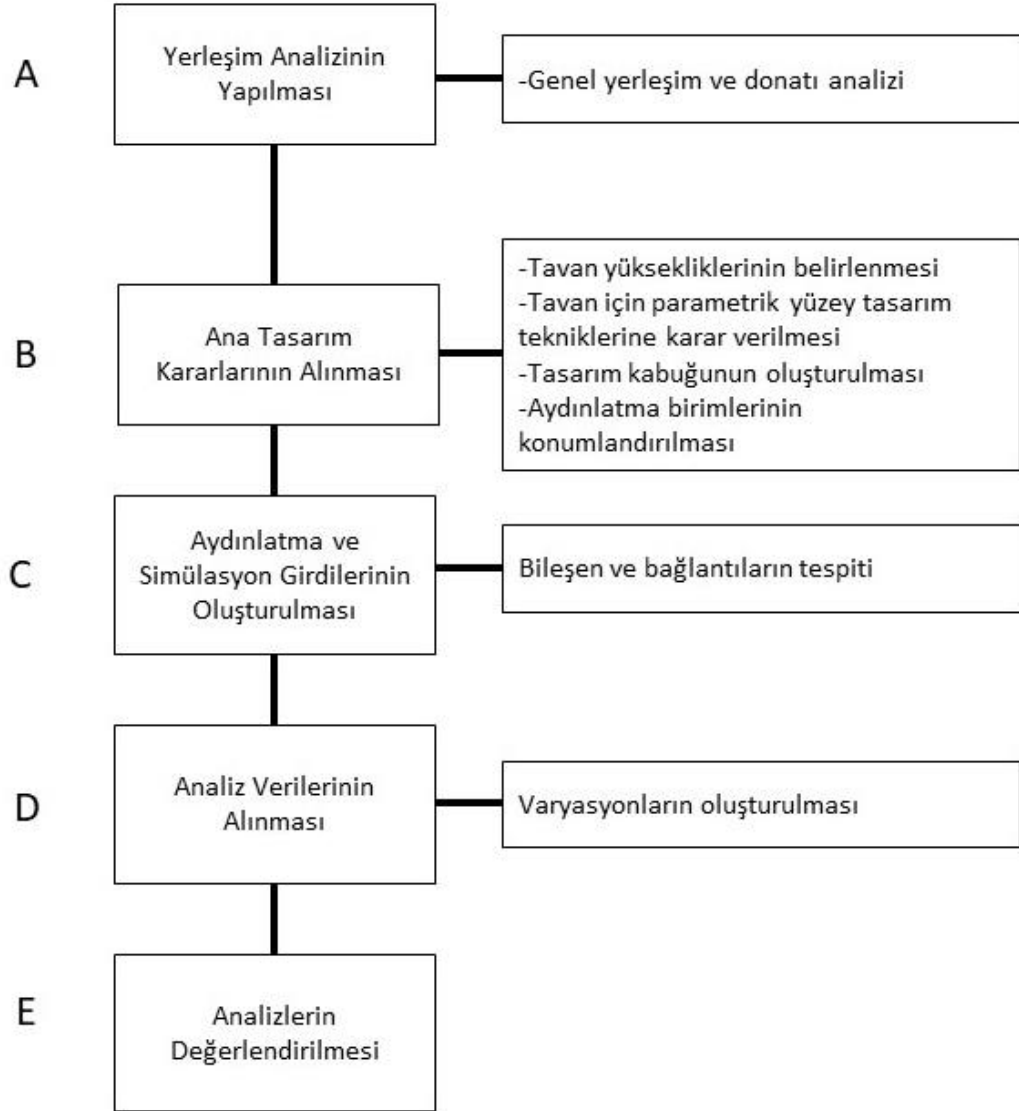 A
Yerleşim Analizinin
Yapılması
-Genel yerleşim ve donatı analizi
B
Ana Tasarım
Kararlarının Alınması
-Tavan yüksekliklerinin belirlenmesi
-Tavan için parametrik yüzey tasarım
tekniklerine karar verilmesi
-Tasarım kabuğunun oluşturulması
-Aydınlatma birimlerinin
konumlandırılması
C
Aydınlatma ve
Simülasyon Girdilerinin
Oluşturulması
Bileşen ve bağlantıların tespiti
D
Analiz Verilerinin
Alınması
Varyasyonların oluşturulması
E
Analizlerin
Değerlendirilmesi